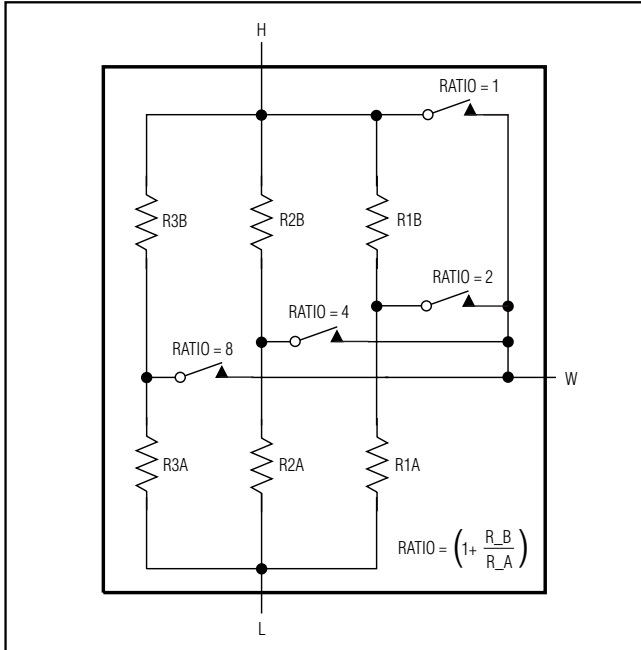 H
RATIO = 1
R3B
R2B
R1B
RATIO = 2
RATIO = 4
RATIO = 8
W
R3A
R2A
R1A
RATIO = (1+ R_B / R_A)
L